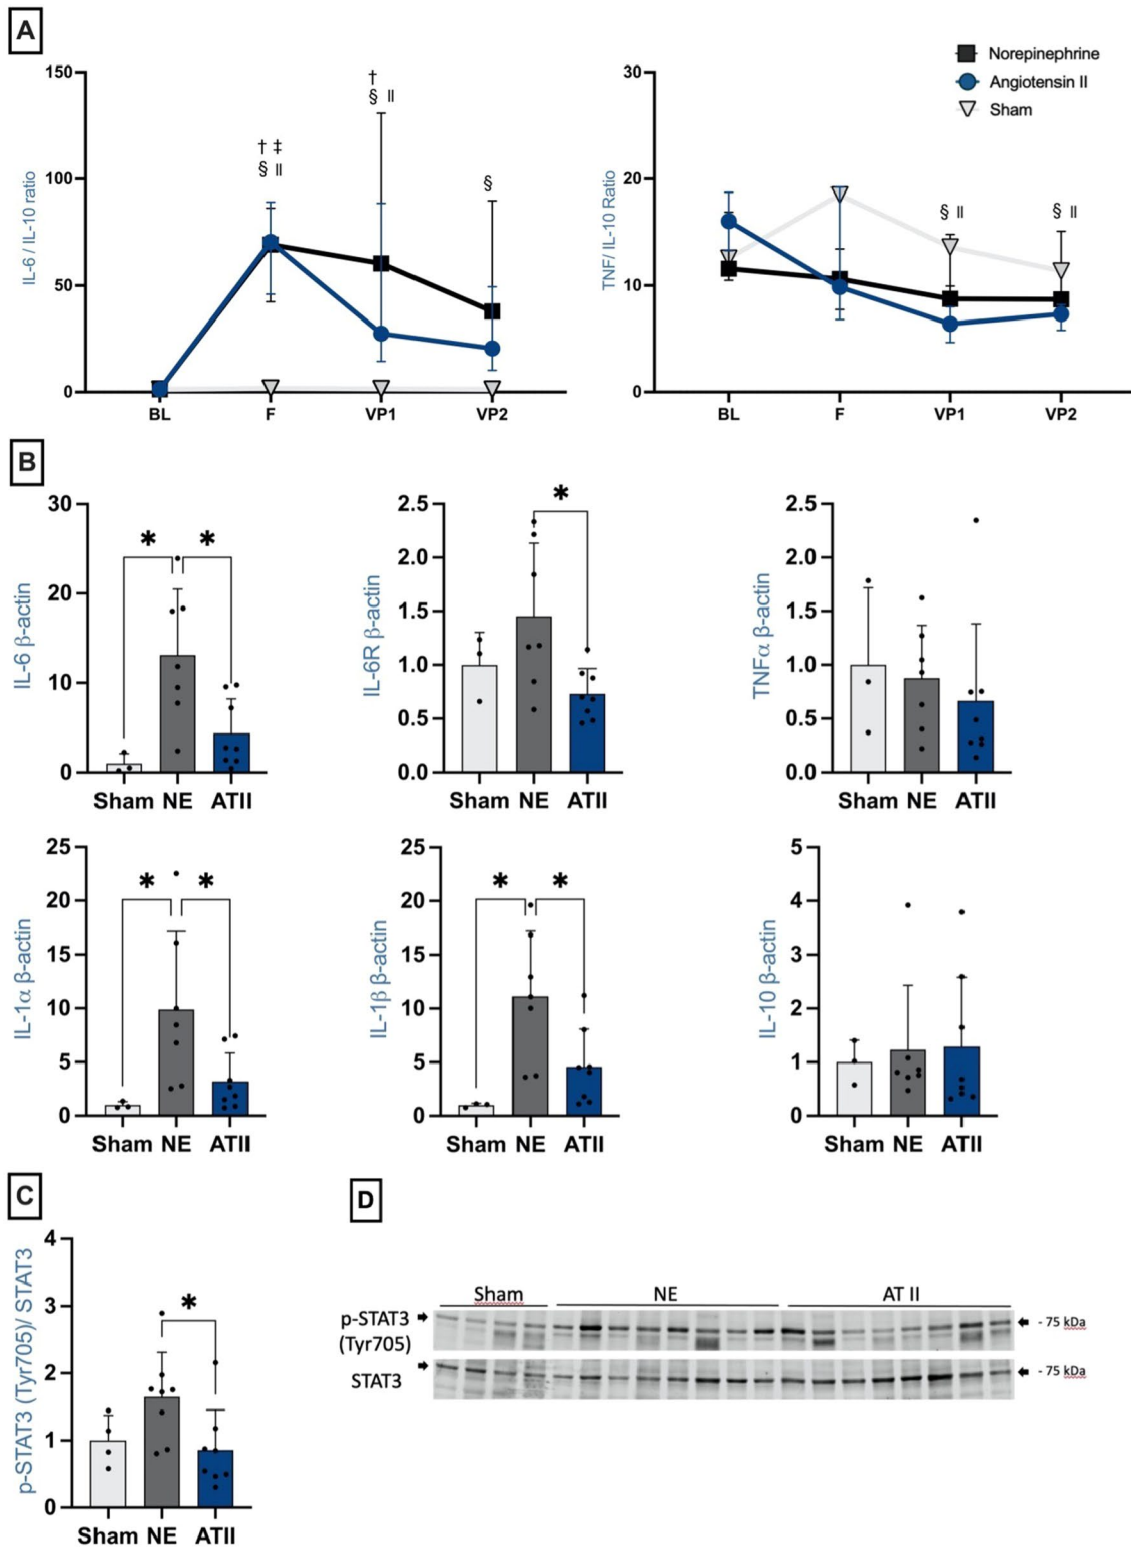 A
Norepinephrine
Angiotensin II
Sham
IL-6 / IL-10 ratio
150
100
50
0
† ‡
§ ॥
†
§ ॥
§
BL F VP1 VP2
TNF/ IL-10 Ratio
30
20
10
0
§ ॥
§ ॥
BL F VP1 VP2
B
IL-6 β-actin
30
20
10
0
* *
Sham NE ATII
IL-6R β-actin
2.5
2.0
1.5
1.0
0.5
0.0
*
Sham NE ATII
TNFα β-actin
2.5
2.0
1.5
1.0
0.5
0.0
Sham NE ATII
IL-1α β-actin
25
20
15
10
5
0
* *
Sham NE ATII
IL-1β β-actin
25
20
15
10
5
0
* *
Sham NE ATII
IL-10 β-actin
5
4
3
2
1
0
Sham NE ATII
C
p-STAT3 (Tyr705)/ STAT3
4
3
2
1
0
*
Sham NE ATII
D
Sham NE AT II
p-STAT3
(Tyr705)
- 75 kDa
STAT3
- 75 kDa